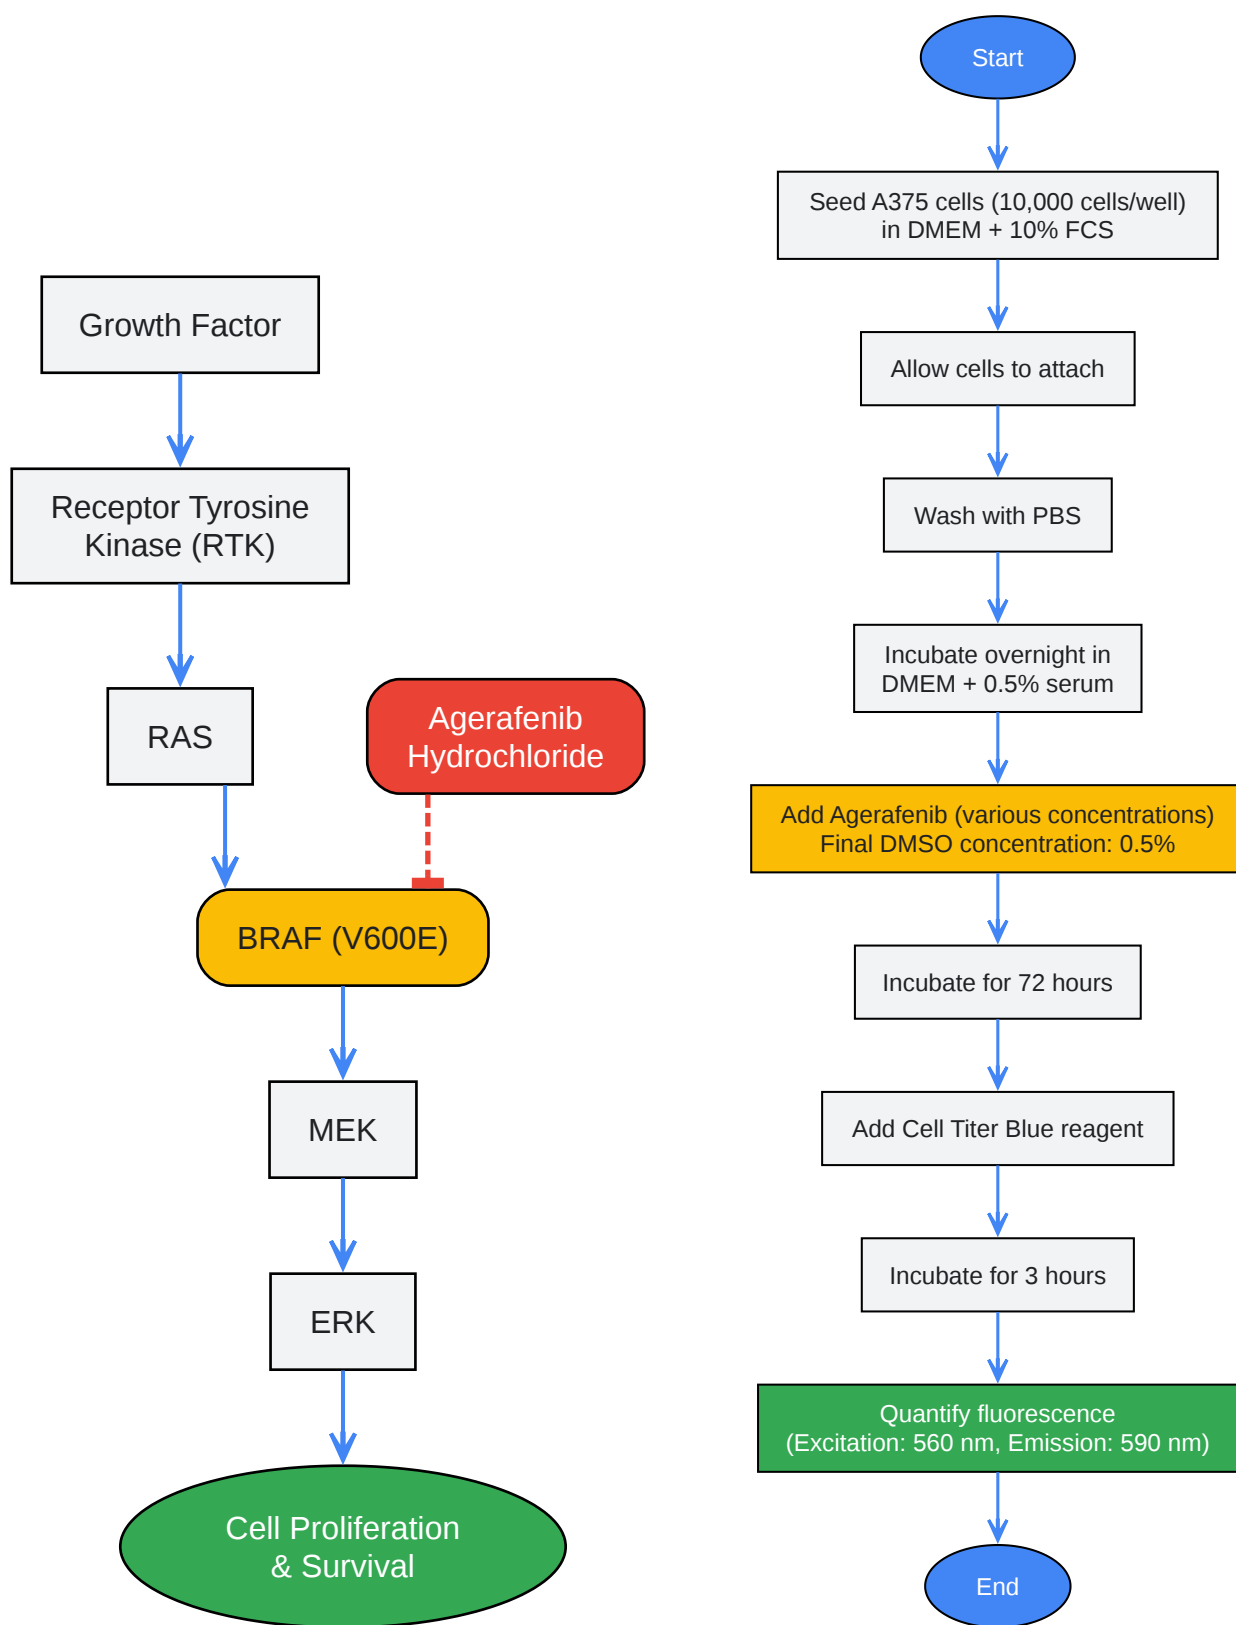 Growth Factor
Receptor Tyrosine
Kinase (RTK)
RAS
Agerafenib
Hydrochloride
BRAF (V600E)
MEK
ERK
Cell Proliferation
& Survival
Start
Seed A375 cells (10,000 cells/well)
in DMEM + 10% FCS
Allow cells to attach
Wash with PBS
Incubate overnight in
DMEM + 0.5% serum
Add Agerafenib (various concentrations)
Final DMSO concentration: 0.5%
Incubate for 72 hours
Add Cell Titer Blue reagent
Incubate for 3 hours
Quantify fluorescence
(Excitation: 560 nm, Emission: 590 nm)
End